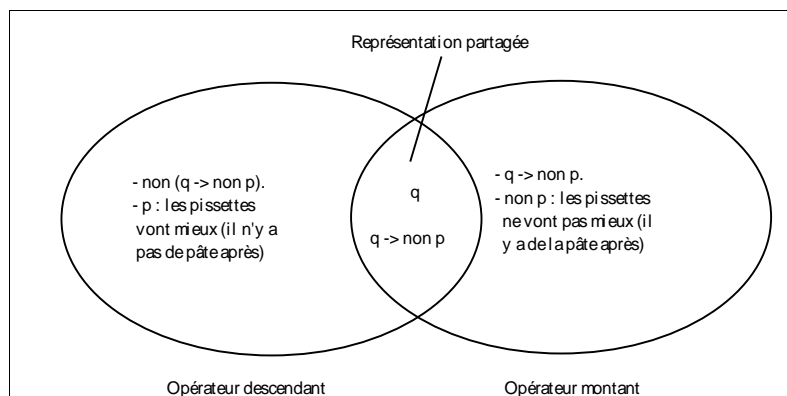 Représentation partagée
- non (q -> non p).
- p : les pissettes
vont mieux (il n'y a
pas de pâte après)
q
q -> non p
- q -> non p.
- non p : les pissettes
ne vont pas mieux (il
y a de la pâte après)
Opérateur descendant
Opérateur montant